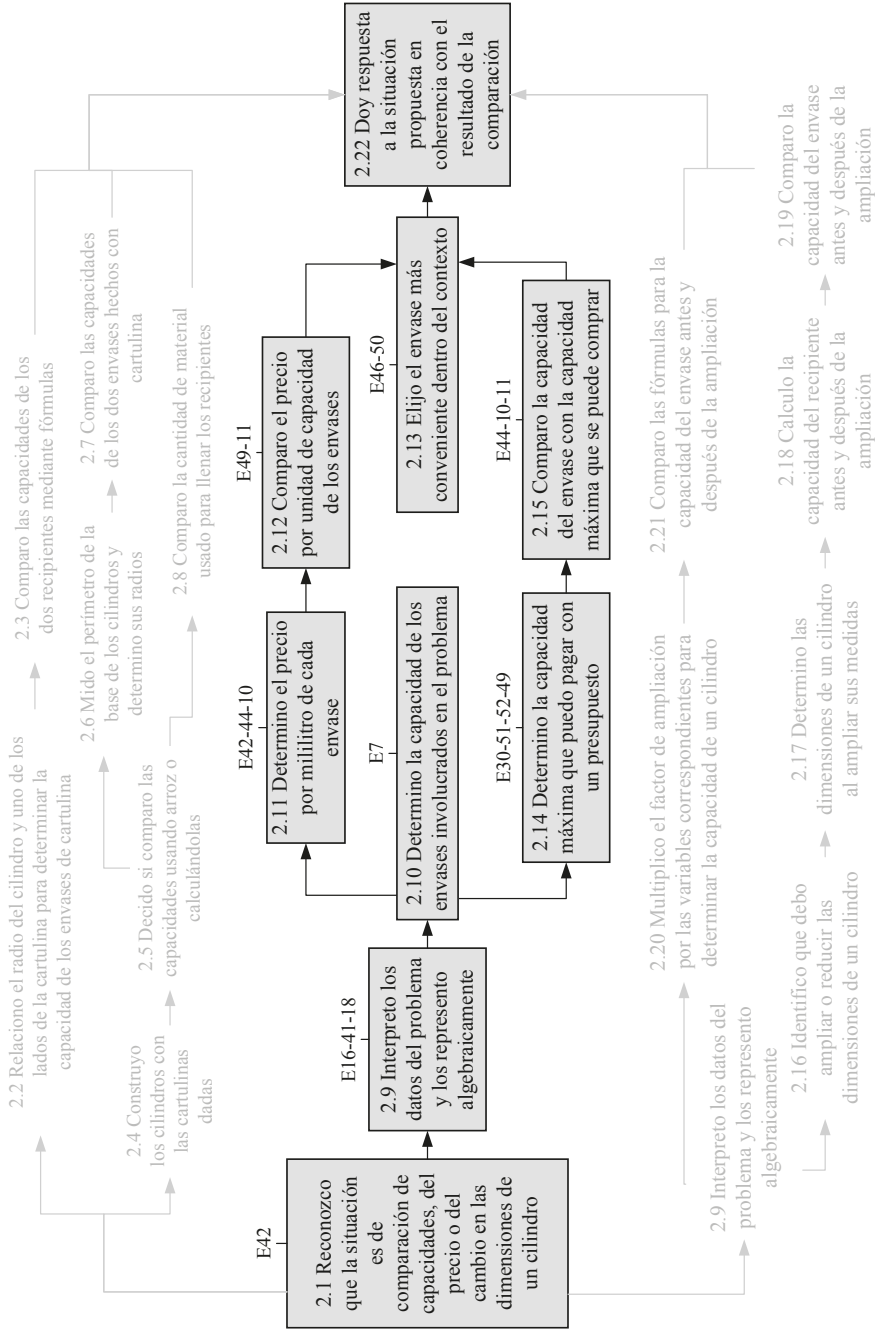 2.2 Relaciono el radio del cilindro y uno de los
lados de la cartulina para determinar la
capacidad de los envases de cartulina
2.3 Comparo las capacidades de los
dos recipientes mediante fórmulas
2.4 Construyo
los cilindros con
las cartulinas
dadas
2.5 Decido si comparo las
capacidades usando arroz o
calculándolas
2.6 Mido el perímetro de la
base de los cilindros y
determino sus radios
2.7 Comparo las capacidades
de los dos envases hechos con
cartulina
2.8 Comparo la cantidad de material
usado para llenar los recipientes
E42
2.1 Reconozco
que la situación
es de
comparación de
capacidades, del
precio o del
cambio en las
dimensiones de
un cilindro
E16-41-18
2.9 Interpreto los
datos del problema
y los represento
algebraicamente
E42-44-10
2.11 Determino el precio
por mililitro de cada
envase
E49-11
2.12 Comparo el precio
por unidad de capacidad
de los envases
E7
2.10 Determino la capacidad de los
envases involucrados en el problema
E46-50
2.13 Elijo el envase más
conveniente dentro del contexto
2.22 Doy respuesta
a la situación
propuesta en
coherencia con el
resultado de la
comparación
E30-51-52-49
2.14 Determino la capacidad
máxima que puedo pagar con
un presupuesto
E44-10-11
2.15 Comparo la capacidad
del envase con la capacidad
máxima que se puede comprar
2.9 Interpreto los datos del
problema y los represento
algebraicamente
2.20 Multiplico el factor de ampliación
por las variables correspondientes para
determinar la capacidad de un cilindro
2.21 Comparo las fórmulas para la
capacidad del envase antes y
después de la ampliación
2.16 Identifico que debo
ampliar o reducir las
dimensiones de un cilindro
2.17 Determino las
dimensiones de un cilindro
al ampliar sus medidas
2.18 Calculo la
capacidad del recipiente
antes y después de la
ampliación
2.19 Comparo la
capacidad del envase
antes y después de la
ampliación